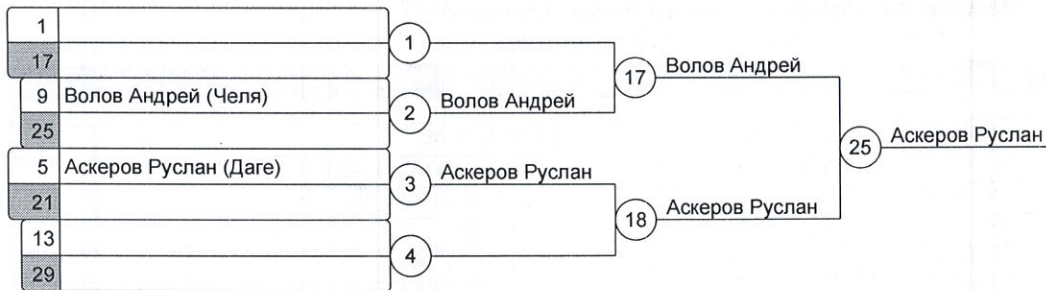 1
17
1
17 Волов Андрей
9 Волов Андрей (Челя)
2 Волов Андрей
25
25 Аскеров Руслан
5 Аскеров Руслан (Даге)
3 Аскеров Руслан
21
18 Аскеров Руслан
13
4
29